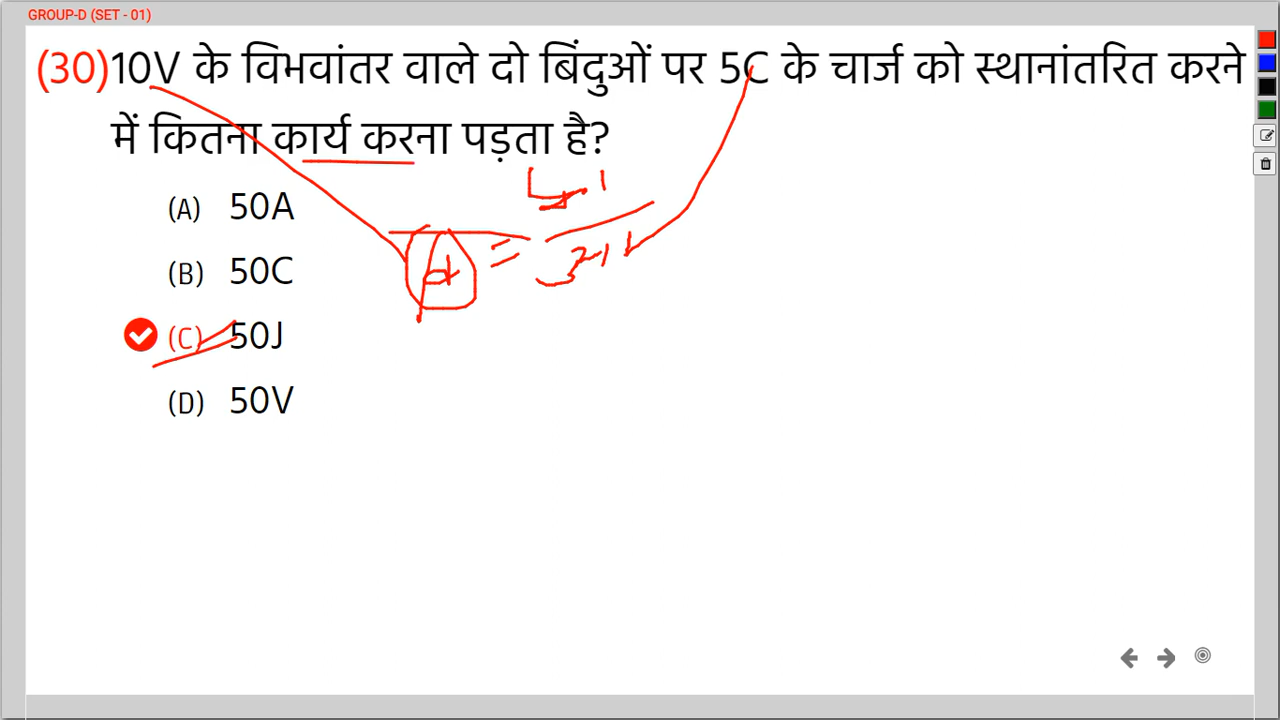 GROUP-D (SET - 01)
(30)10V के विभवांतर वाले दो बिंदुओं पर 5C के चार्ज को स्थानांतरित करने
में कितना कार्य करना पड़ता है?
(A) 50A
(B) 50C
(C) 50J
(D) 50V